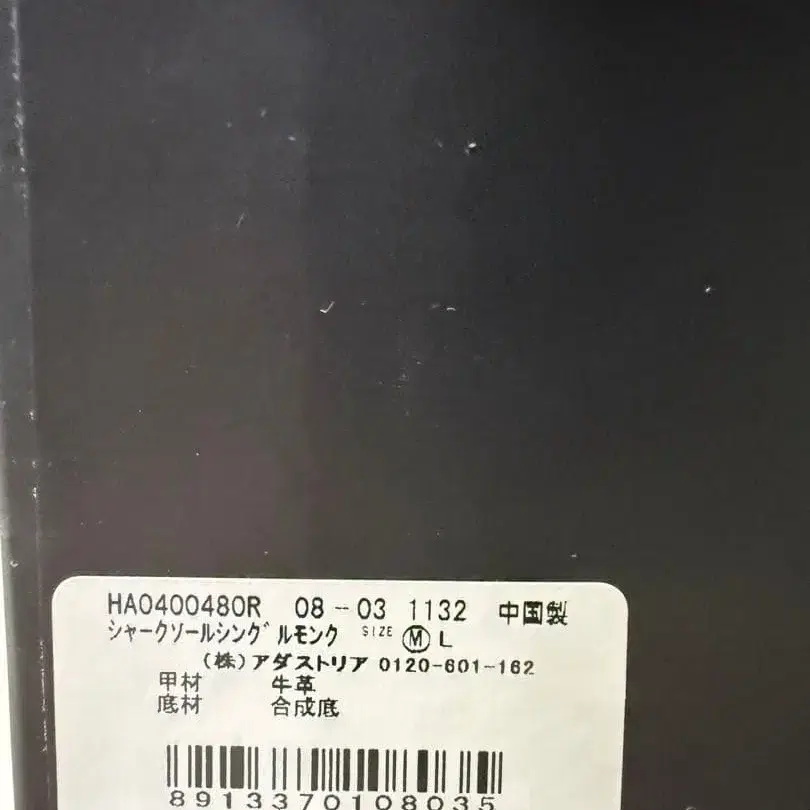 HA0400480R 08-03 1132 中国製
シャークソールシングルモンク SIZE Ⓜ L
(株)アダストリア 0120-601-162
甲材 牛革
底材 合成底
8913370108035